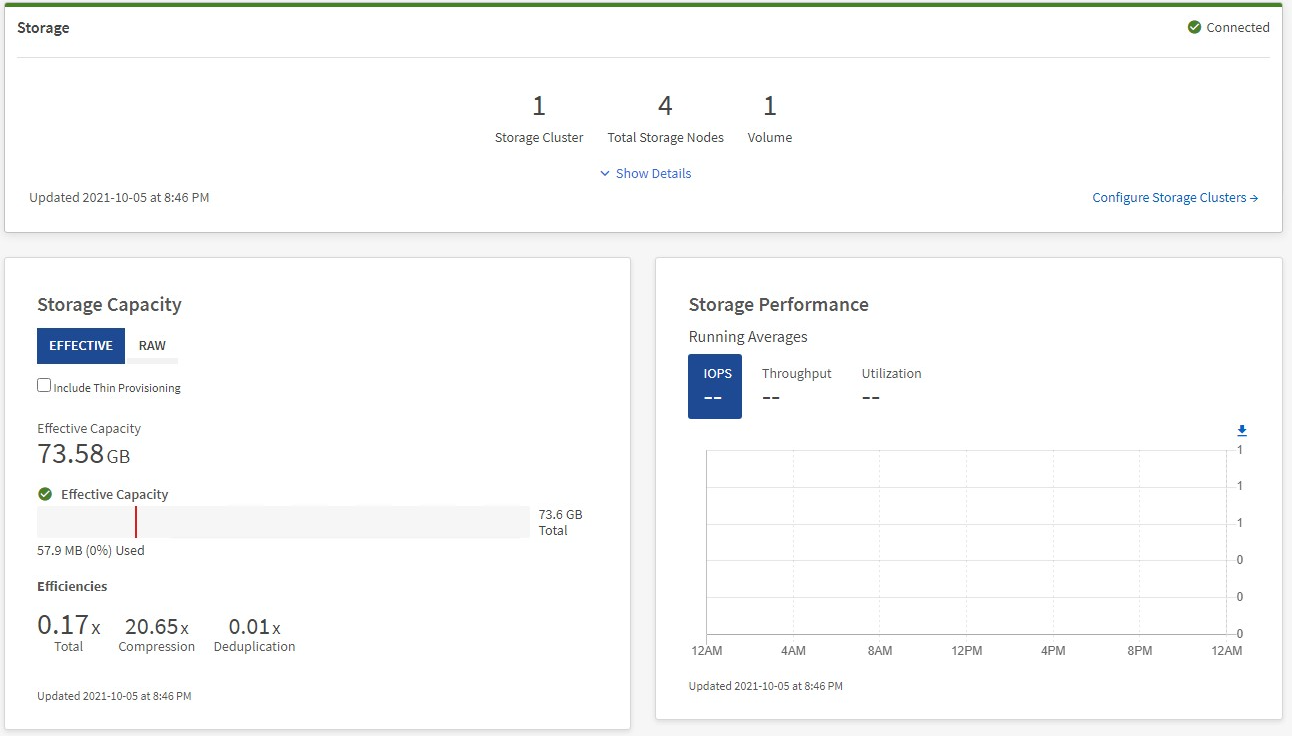 Storage
Connected
1 4 1
Storage Cluster Total Storage Nodes Volume
Show Details
Updated 2021-10-05 at 8:46 PM
Configure Storage Clusters →
Storage Capacity
EFFECTIVE RAW
Include Thin Provisioning
Effective Capacity
73.58 GB
Effective Capacity
73.6 GB
Total
57.9 MB (0%) Used
Efficiencies
0.17x 20.65x 0.01x
Total Compression Deduplication
Updated 2021-10-05 at 8:46 PM
Storage Performance
Running Averages
IOPS Throughput Utilization
-- -- --
1
1
1
0
0
0
12AM 4AM 8AM 12PM 4PM 8PM 12AM
Updated 2021-10-05 at 8:46 PM